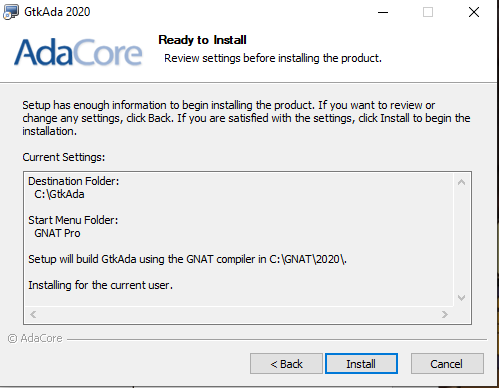 GtkAda 2020
AdaCore
Ready to Install
Review settings before installing the product.
Setup has enough information to begin installing the product. If you want to review or
change any settings, click Back. If you are satisfied with the settings, click Install to begin the
installation.
Current Settings:
Destination Folder:
C:\GtkAda
Start Menu Folder:
GNAT Pro
Setup will build GtkAda using the GNAT compiler in C:\GNAT\2020\.
Installing for the current user.
© AdaCore
< Back
Install
Cancel